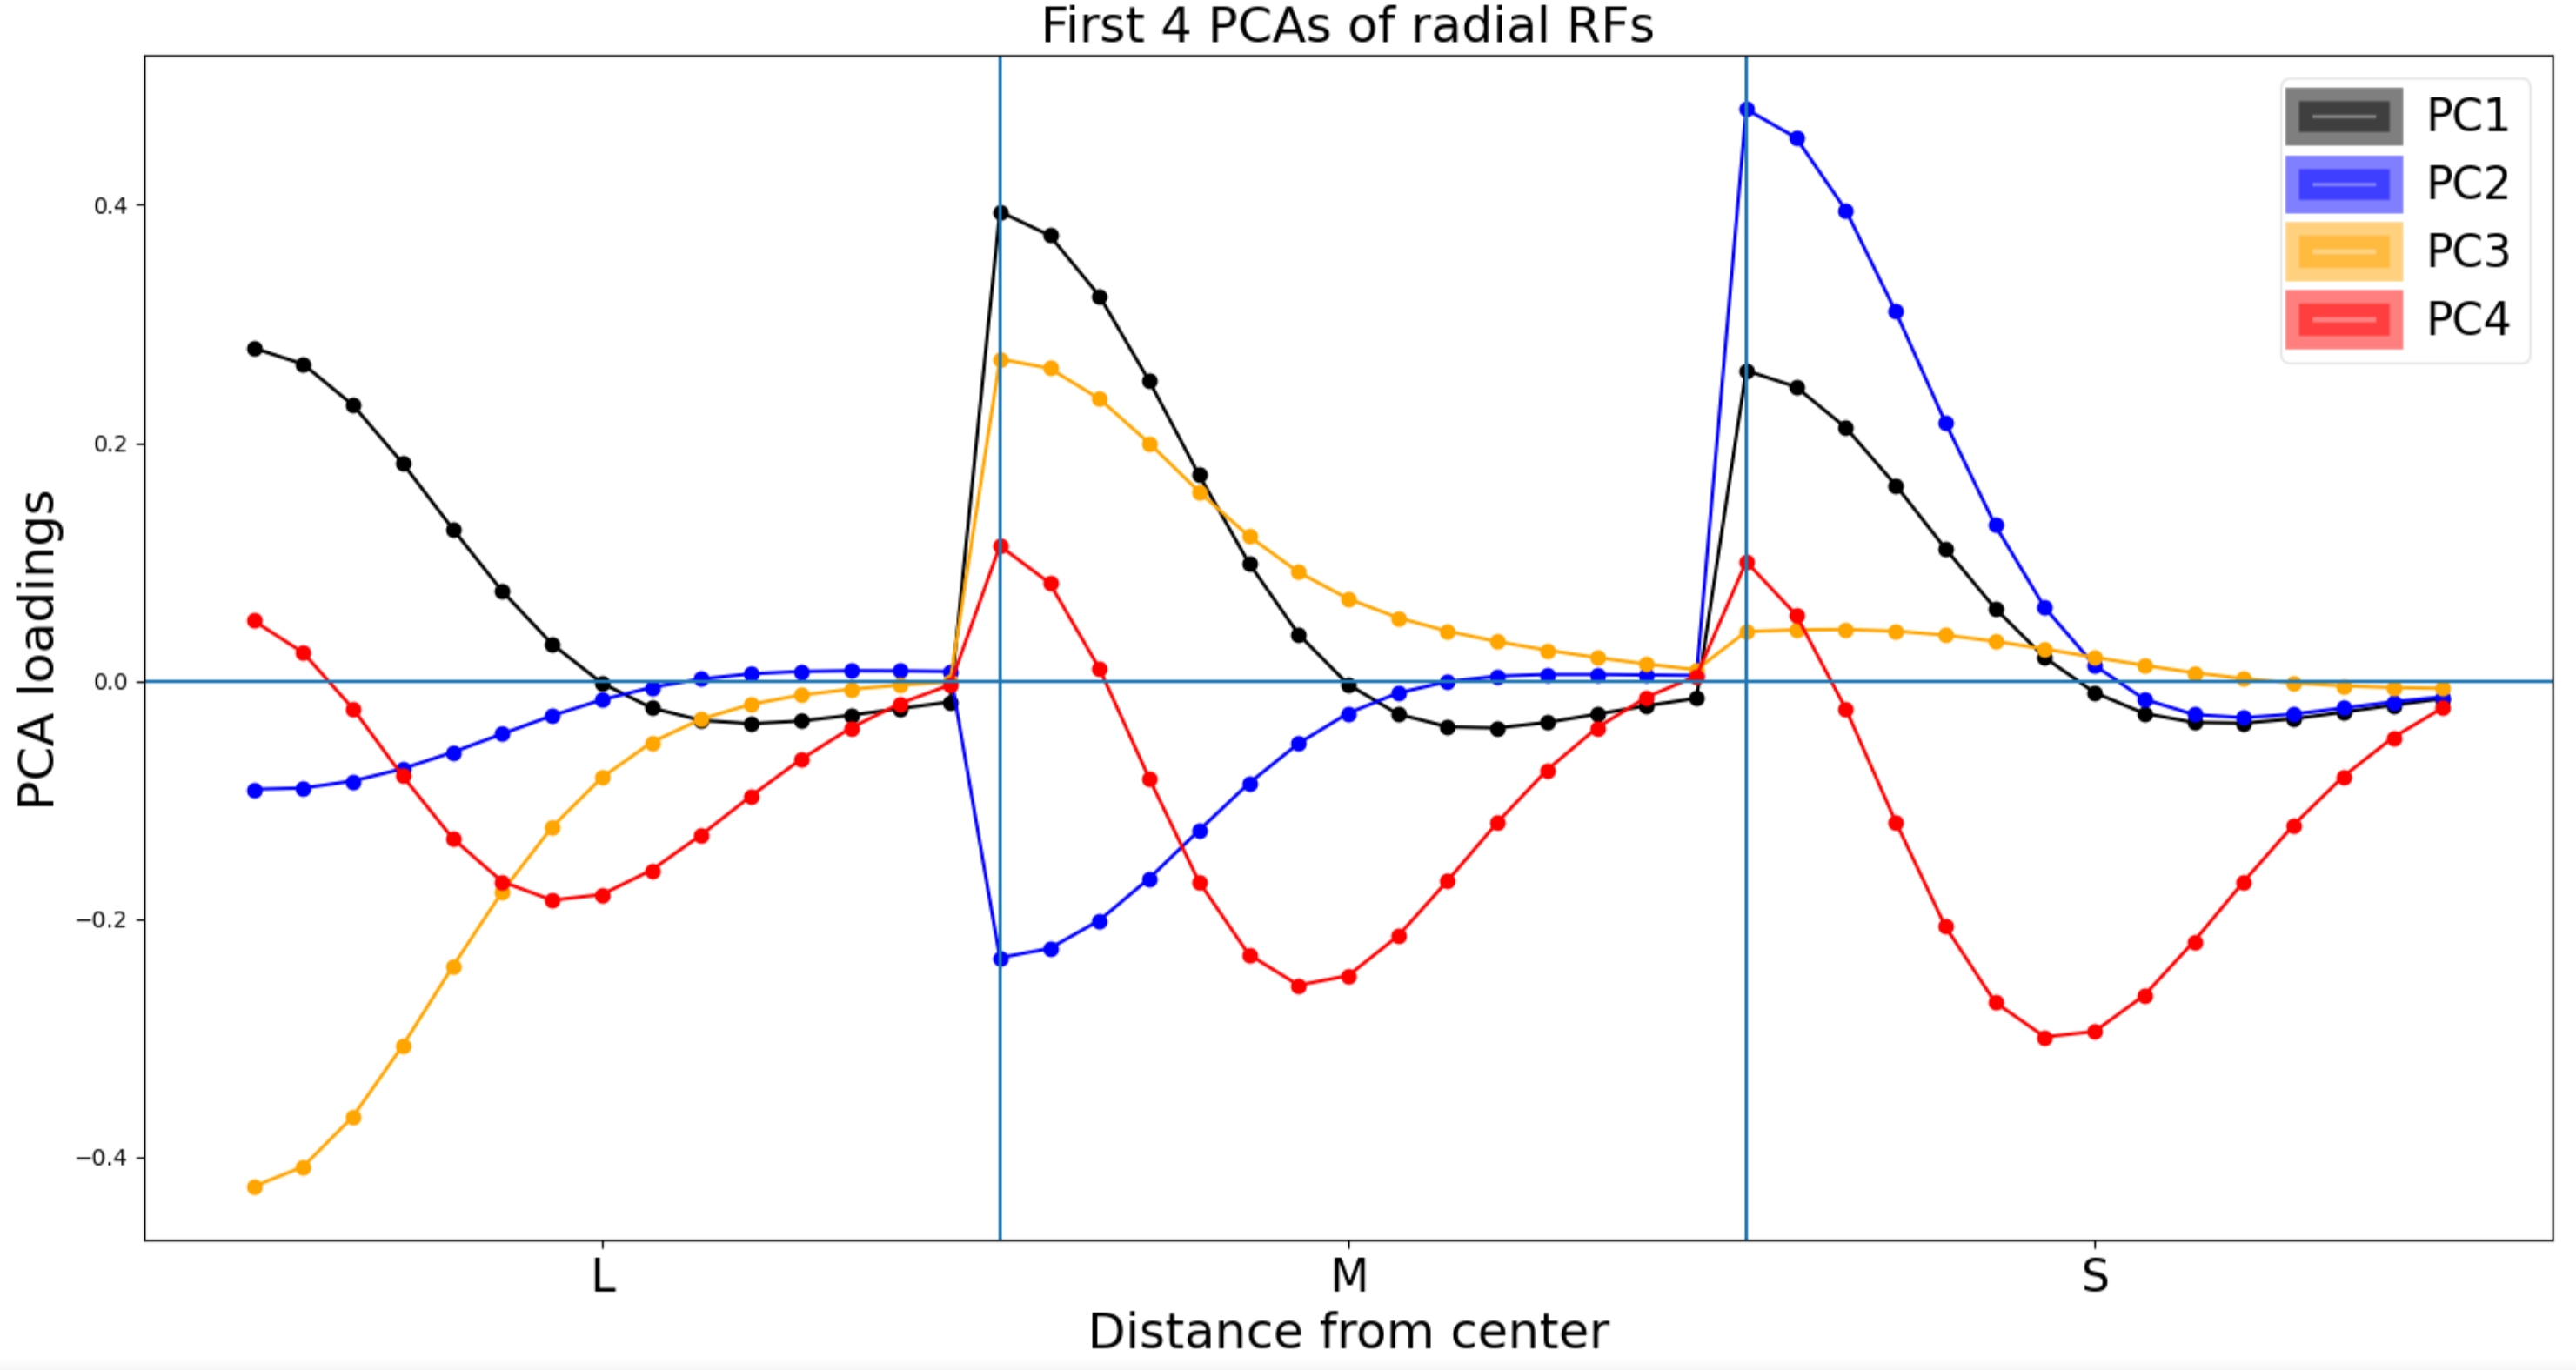 First 4 PCAs of radial RFs
PC1
PC2
PC3
PC4
0.4
0.2
0.0
−0.2
−0.4
PCA loadings
L M S
Distance from center